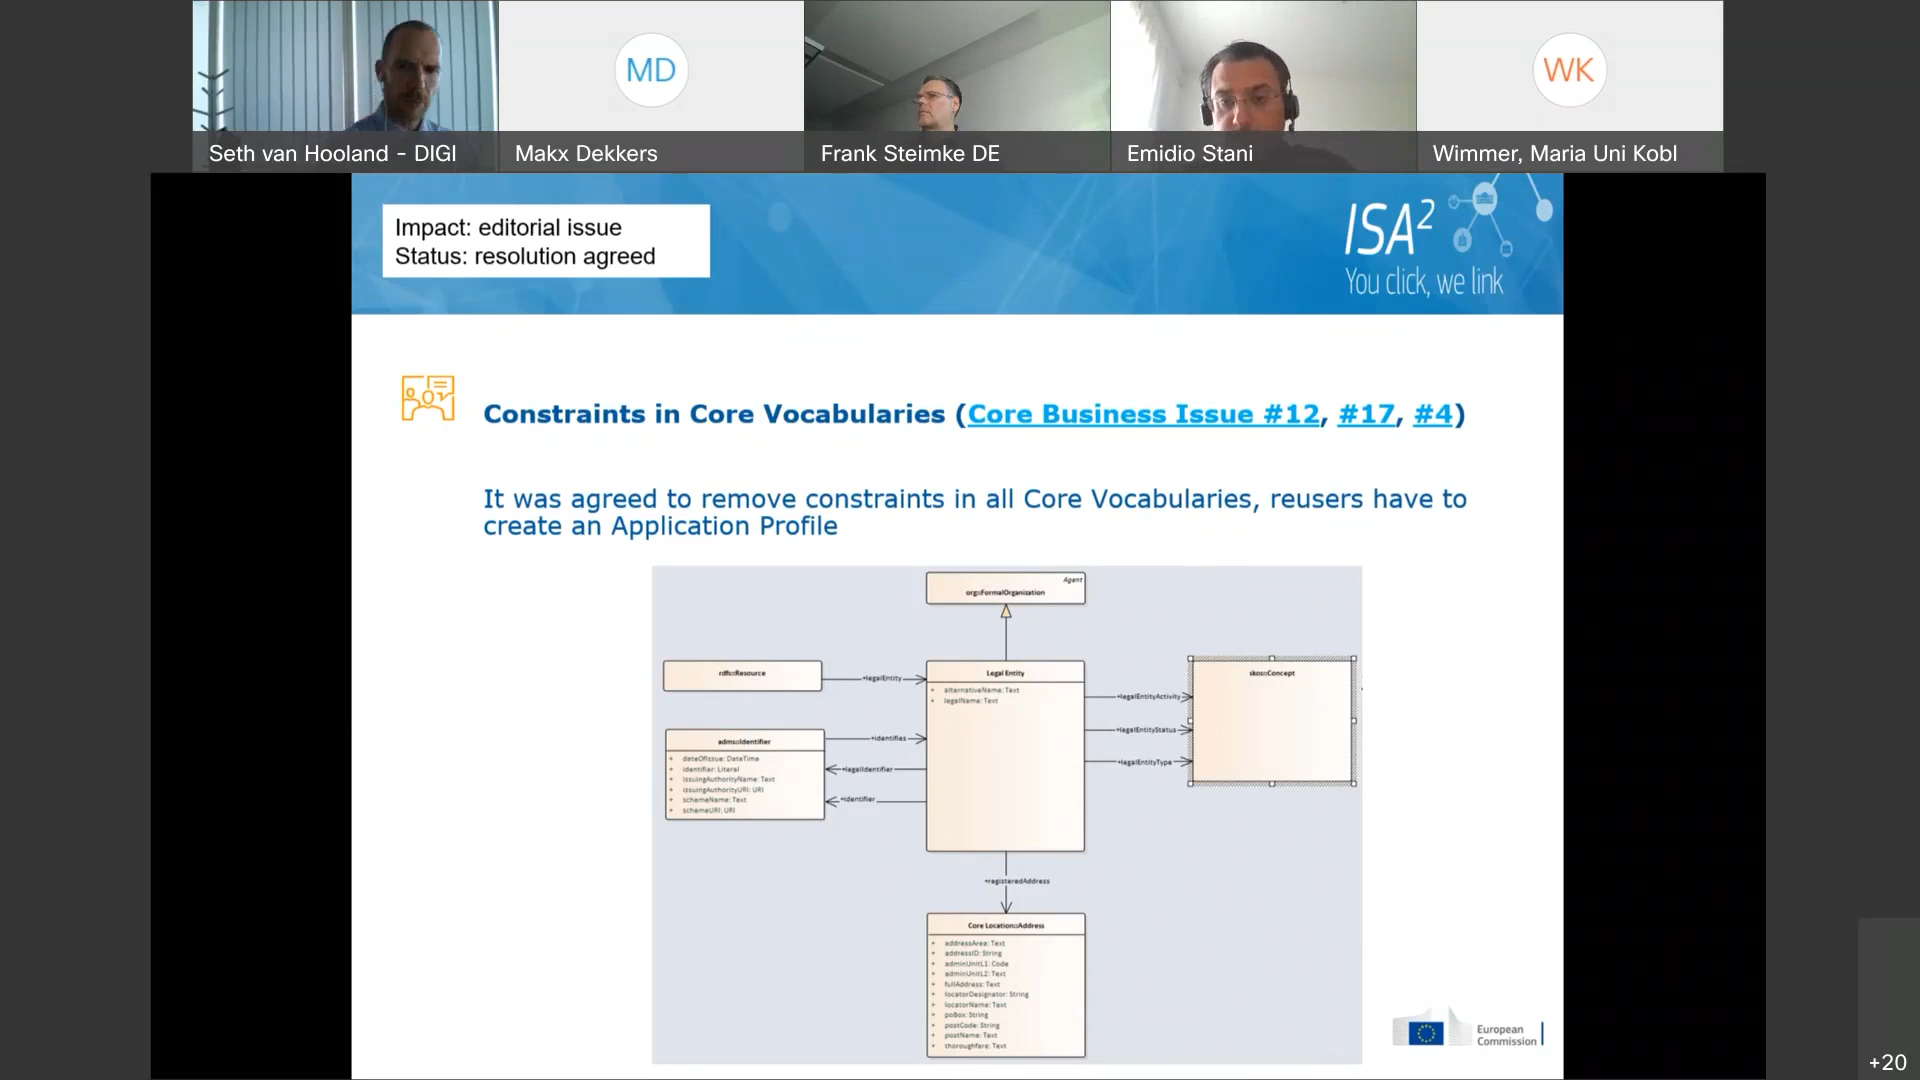 MD
WK
Seth van Hooland - DIGI
Makx Dekkers
Frank Steimke DE
Emidio Stani
Wimmer, Maria Uni Kobl
Impact: editorial issue
Status: resolution agreed
ISA²
You click, we link
Constraints in Core Vocabularies (Core Business Issue #12, #17, #4)
It was agreed to remove constraints in all Core Vocabularies, reusers have to
create an Application Profile
Agent
org::FormalOrganization
rdfs::Resource
+legalEntity
Legal Entity
+ alternativeName: Text
+ legalName: Text
+legalEntityActivity
+legalEntityStatus
+legalEntityType
skos::Concept
adms::Identifier
+ dateOfIssue: DateTime
+ identifier: Literal
+ issuingAuthorityName: Text
+ issuingAuthorityURI: URI
+ schemeName: Text
+ schemeURI: URI
+identifies
+legalIdentifier
+identifier
+registeredAddress
Core Location::Address
+ addressArea: Text
+ addressID: String
+ adminUnitL1: Code
+ adminUnitL2: Text
+ fullAddress: Text
+ locatorDesignator: String
+ locatorName: Text
+ poBox: String
+ postCode: String
+ postName: Text
+ thoroughfare: Text
European
Commission
+20